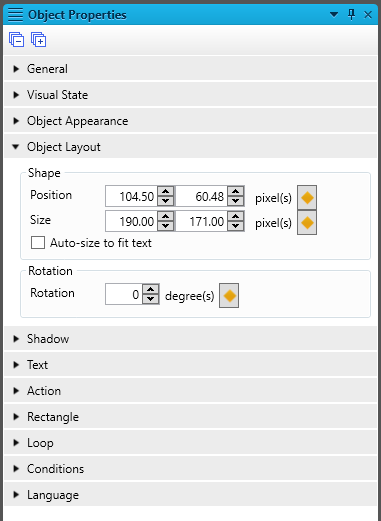 Object Properties
General
Visual State
Object Appearance
Object Layout
Shape
Position 104.50 60.48 pixel(s)
Size 190.00 171.00 pixel(s)
Auto-size to fit text
Rotation
Rotation 0 degree(s)
Shadow
Text
Action
Rectangle
Loop
Conditions
Language